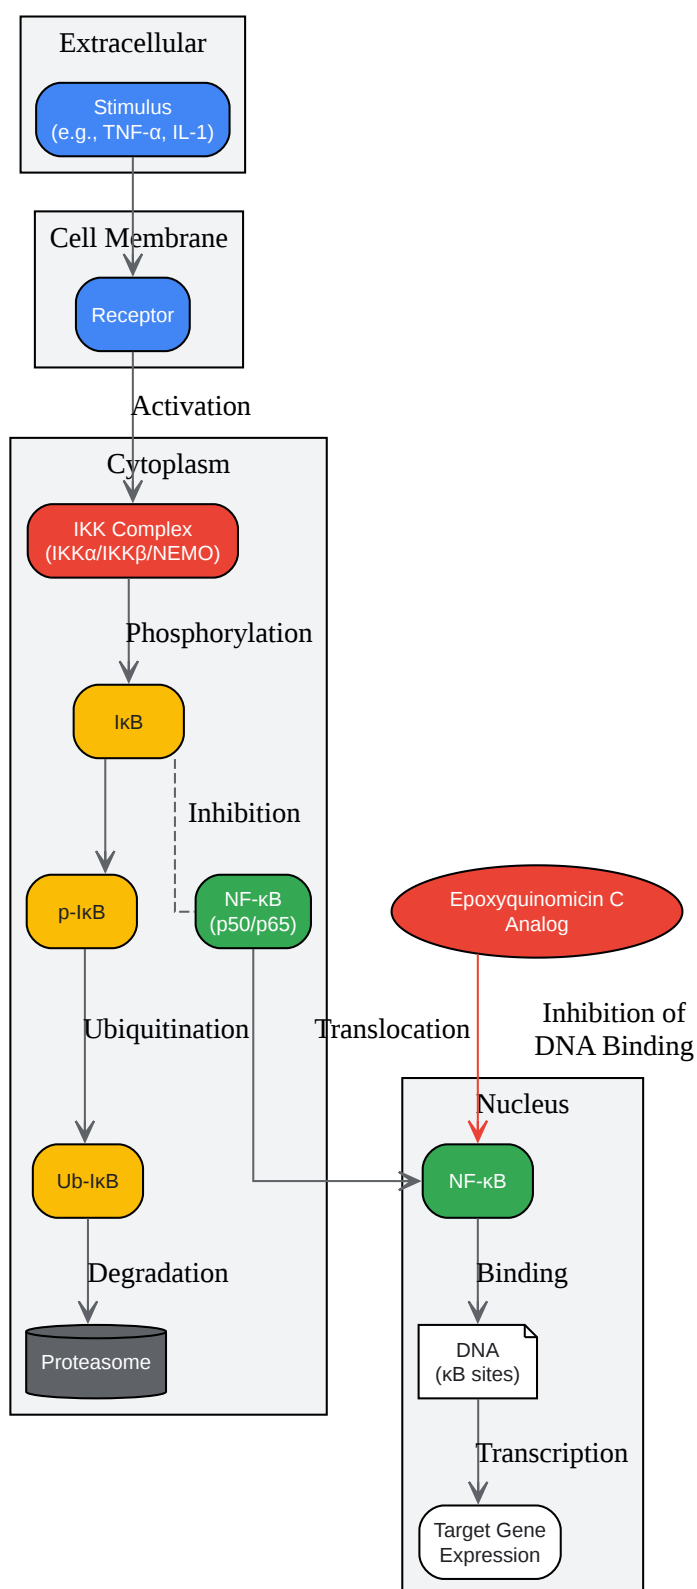 Extracellular
Stimulus
(e.g., TNF-α, IL-1)
Cell Membrane
Receptor
Activation
Cytoplasm
IKK Complex
(IKKα/IKKβ/NEMO)
Phosphorylation
IκB
Inhibition
p-IκB
NF-κB
(p50/p65)
Epoxyquinomicin C
Analog
Ubiquitination
Translocation
Inhibition of
DNA Binding
Nucleus
Ub-IκB
NF-κB
Degradation
Binding
Proteasome
DNA
(κB sites)
Transcription
Target Gene
Expression